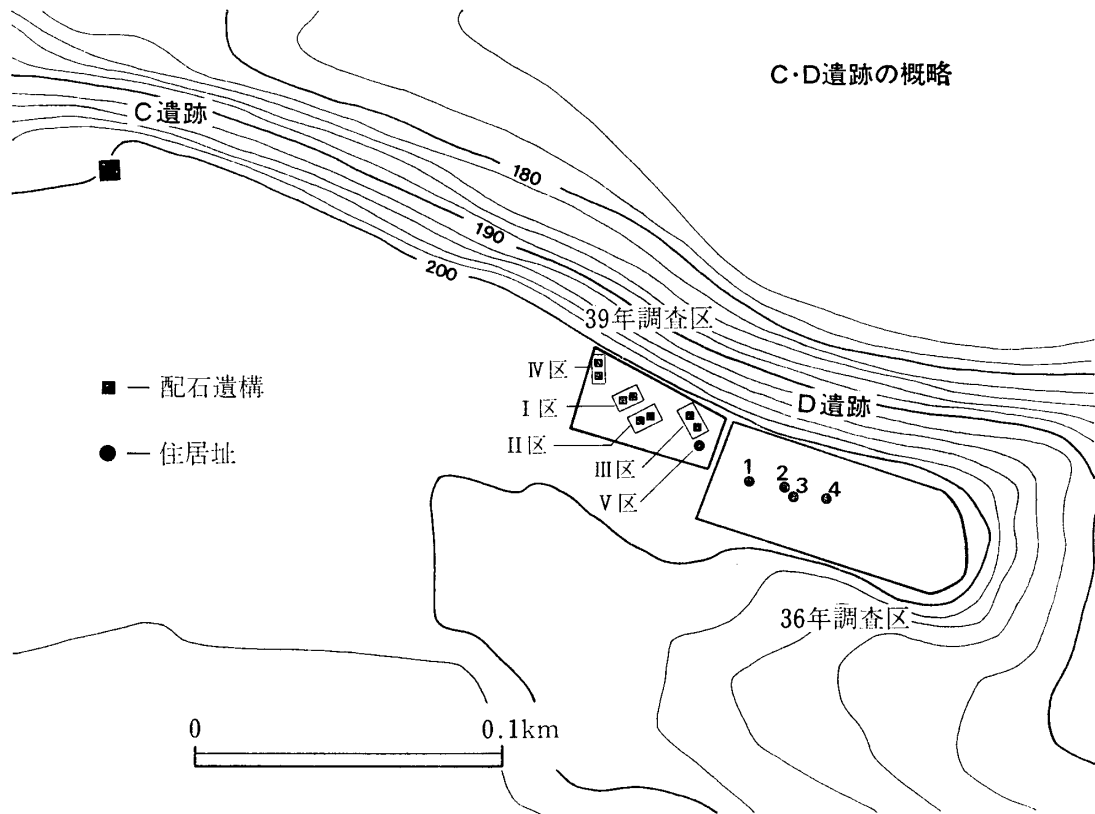 C・D遺跡の概略
C遺跡
180
190
200
39年調査区
■ — 配石遺構
● — 住居址
IV区
I区
II区
III区
V区
D遺跡
1
2
3
4
36年調査区
0
0.1km